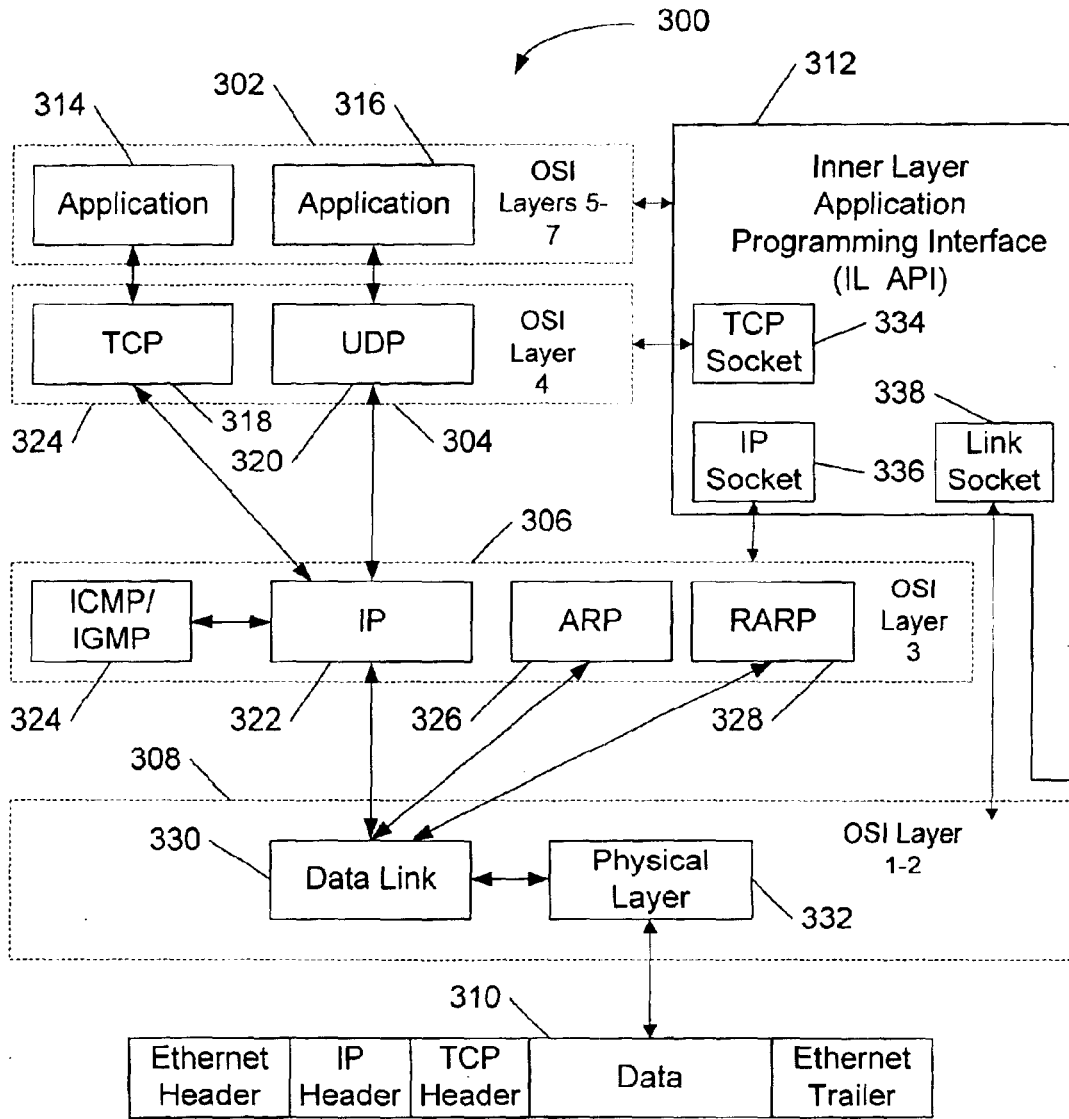 300
302
312
314
316
Application
Application
OSI
Layers 5-
7
Inner Layer
Application
Programming Interface
(IL API)
TCP
UDP
OSI
Layer
4
TCP
Socket
334
324
318
320
304
338
IP
Socket
336
Link
Socket
306
ICMP/
IGMP
IP
ARP
RARP
OSI
Layer
3
324
322
326
328
308
330
Data Link
Physical
Layer
OSI Layer
1-2
332
310
Ethernet
Header
IP
Header
TCP
Header
Data
Ethernet
Trailer